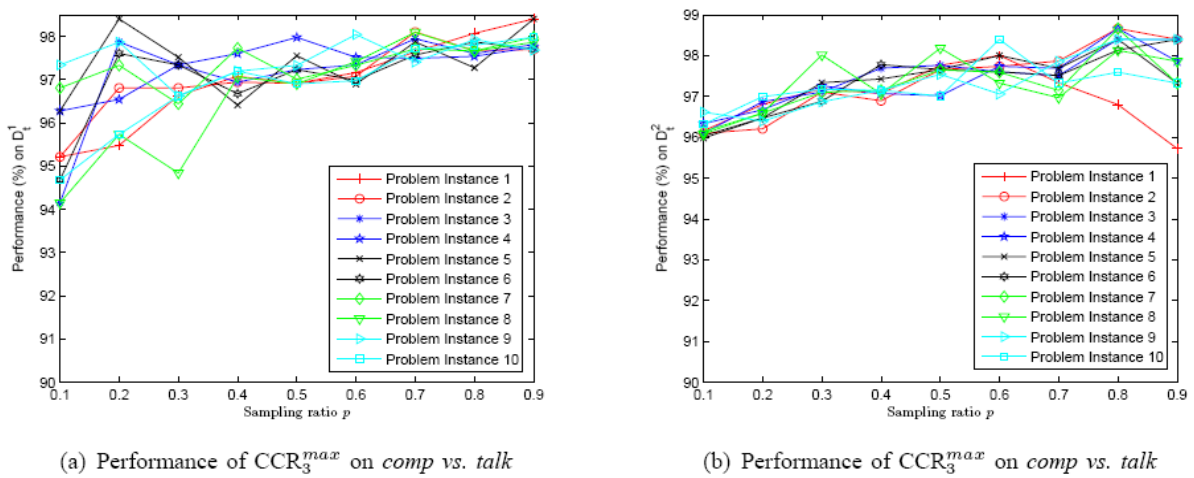 98
97
96
95
94
93
92
91
90
Performance (%) on D_t^1
Problem Instance 1
Problem Instance 2
Problem Instance 3
Problem Instance 4
Problem Instance 5
Problem Instance 6
Problem Instance 7
Problem Instance 8
Problem Instance 9
Problem Instance 10
0.1 0.2 0.3 0.4 0.5 0.6 0.7 0.8 0.9
Sampling ratio p
(a) Performance of CCR_3^max on comp vs. talk
99
98
97
96
95
94
93
92
91
90
Performance (%) on D_t^2
Problem Instance 1
Problem Instance 2
Problem Instance 3
Problem Instance 4
Problem Instance 5
Problem Instance 6
Problem Instance 7
Problem Instance 8
Problem Instance 9
Problem Instance 10
0.1 0.2 0.3 0.4 0.5 0.6 0.7 0.8 0.9
Sampling ratio p
(b) Performance of CCR_3^max on comp vs. talk